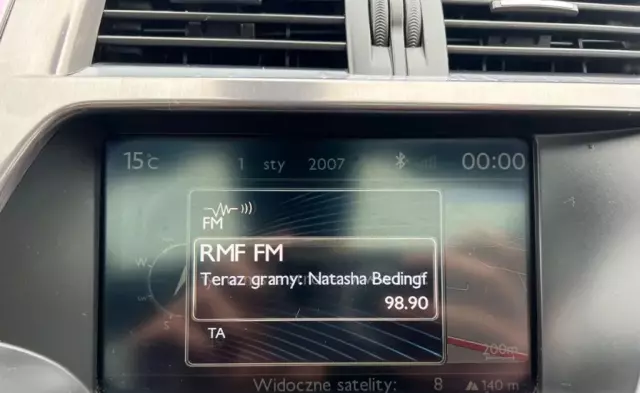 15°C 1 sty 2007 00:00
FM
RMF FM
Teraz gramy: Natasha Bedingf
98.90
TA
W
S
200m
Widoczne satelity: 8 140 m